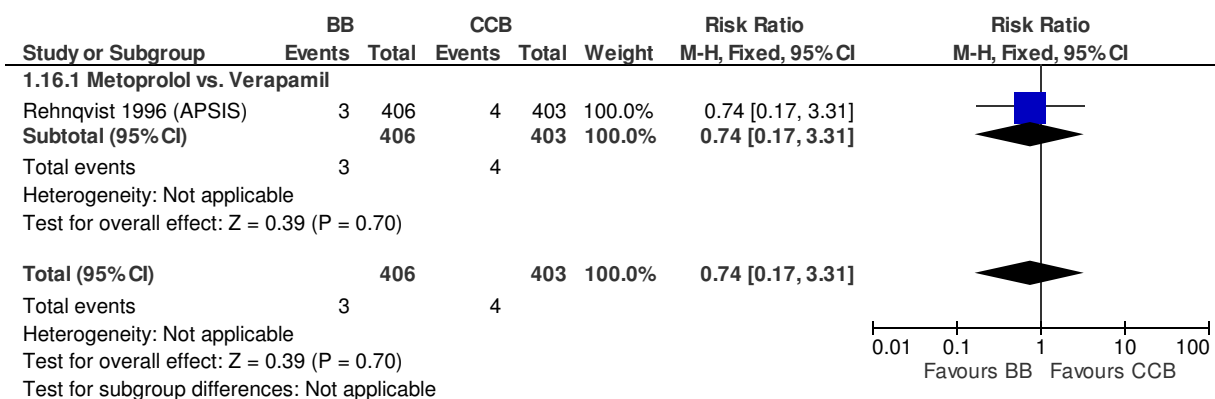 BB CCB Risk Ratio Risk Ratio
Study or Subgroup Events Total Events Total Weight M-H, Fixed, 95% CI M-H, Fixed, 95% CI
1.16.1 Metoprolol vs. Verapamil
Rehnqvist 1996 (APSIS) 3 406 4 403 100.0% 0.74 [0.17, 3.31]
Subtotal (95% CI) 406 403 100.0% 0.74 [0.17, 3.31]
Total events 3 4
Heterogeneity: Not applicable
Test for overall effect: Z = 0.39 (P = 0.70)
Total (95% CI) 406 403 100.0% 0.74 [0.17, 3.31]
Total events 3 4
Heterogeneity: Not applicable
Test for overall effect: Z = 0.39 (P = 0.70)
Test for subgroup differences: Not applicable
0.01 0.1 1 10 100
Favours BB Favours CCB